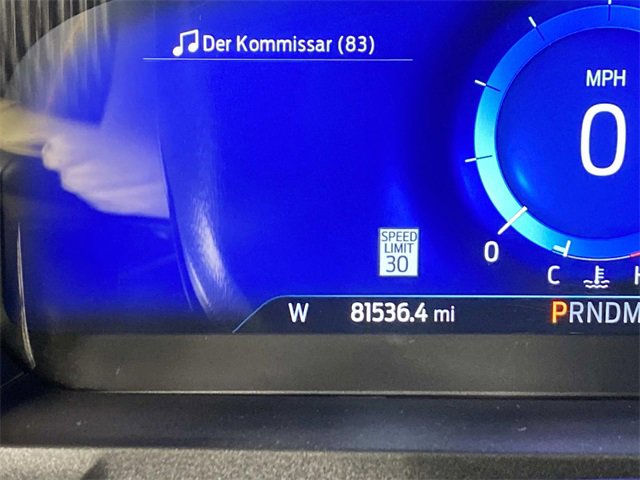 Der Kommissar (83)
MPH
0
SPEED
LIMIT
30
0
C H
W 81536.4 mi PRNDM